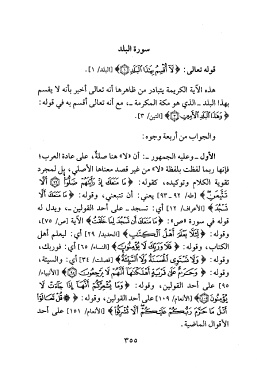 سورة البلد
قوله تعالى: ﴿لَآ أُقۡسِمُ بِهَٰذَا ٱلۡبَلَدِ ۝١﴾ [البلد/ ١].
هذه الآية الكريمة يتبادر من ظاهرها أنه تعالى أخبر بأنه لا يقسم
بهذا البلد ـ الذي هو مكة المكرمة ـ، مع أنه تعالى أقسم به في قوله:
﴿وَهَٰذَا ٱلۡبَلَدِ ٱلۡأَمِينِ ۝٣﴾ [التين/ ٣].
والجواب من أربعة وجوه:
الأول ـ وعليه الجمهور ـ: أن «لا» هنا صلةٌ، على عادة العرب؛
فإنها ربما لفظت بلفظة «لا» من غير قصد معناها الأصلي، بل لمجرد
تقوية الكلام وتوكيده، كقوله: ﴿مَا مَنَعَكَ إِذۡ رَأَيۡتَهُمۡ ضَلُّوٓاْ ۝٩٢ أَلَّا
تَتَّبِعَنِ﴾ [طه/ ٩٢ ـ ٩٣] يعني: أن تتبعني، وقوله: ﴿مَا مَنَعَكَ أَلَّا
تَسۡجُدَ﴾ [الأعراف/ ١٢] أي: تسجد ـ على أحد القولين ـ، ويدل له
قوله في سورة «ص»: ﴿مَا مَنَعَكَ أَن تَسۡجُدَ لِمَا خَلَقۡتُ﴾ الآية [ص/ ٧٥]،
وقوله: ﴿لِّئَلَّا يَعۡلَمَ أَهۡلُ ٱلۡكِتَٰبِ﴾ [الحديد/ ٢٩] أي: ليعلم أهل
الكتاب، وقوله: ﴿فَلَا وَرَبِّكَ لَا يُؤۡمِنُونَ﴾ [النساء/ ٦٥] أي: فوربك،
وقوله: ﴿وَلَا تَسۡتَوِي ٱلۡحَسَنَةُ وَلَا ٱلسَّيِّئَةُ﴾ [فصلت/ ٣٤] أي: والسيئة،
وقوله: ﴿وَحَرَٰمٌ عَلَىٰ قَرۡيَةٍ أَهۡلَكۡنَٰهَآ أَنَّهُمۡ لَا يَرۡجِعُونَ ۝٩٥﴾ [الأنبياء/
٩٥] على أحد القولين، وقوله: ﴿وَمَا يُشۡعِرُكُمۡ أَنَّهَآ إِذَا جَآءَتۡ لَا
يُؤۡمِنُونَ ۝١٠٩﴾ [الأنعام/ ١٠٩] على أحد القولين، وقوله: ﴿۞ قُلۡ تَعَالَوۡاْ
أَتۡلُ مَا حَرَّمَ رَبُّكُمۡ عَلَيۡكُمۡ أَلَّا تُشۡرِكُواْ﴾ [الأنعام/ ١٥١] على أحد
الأقوال الماضية.
٣٥٥